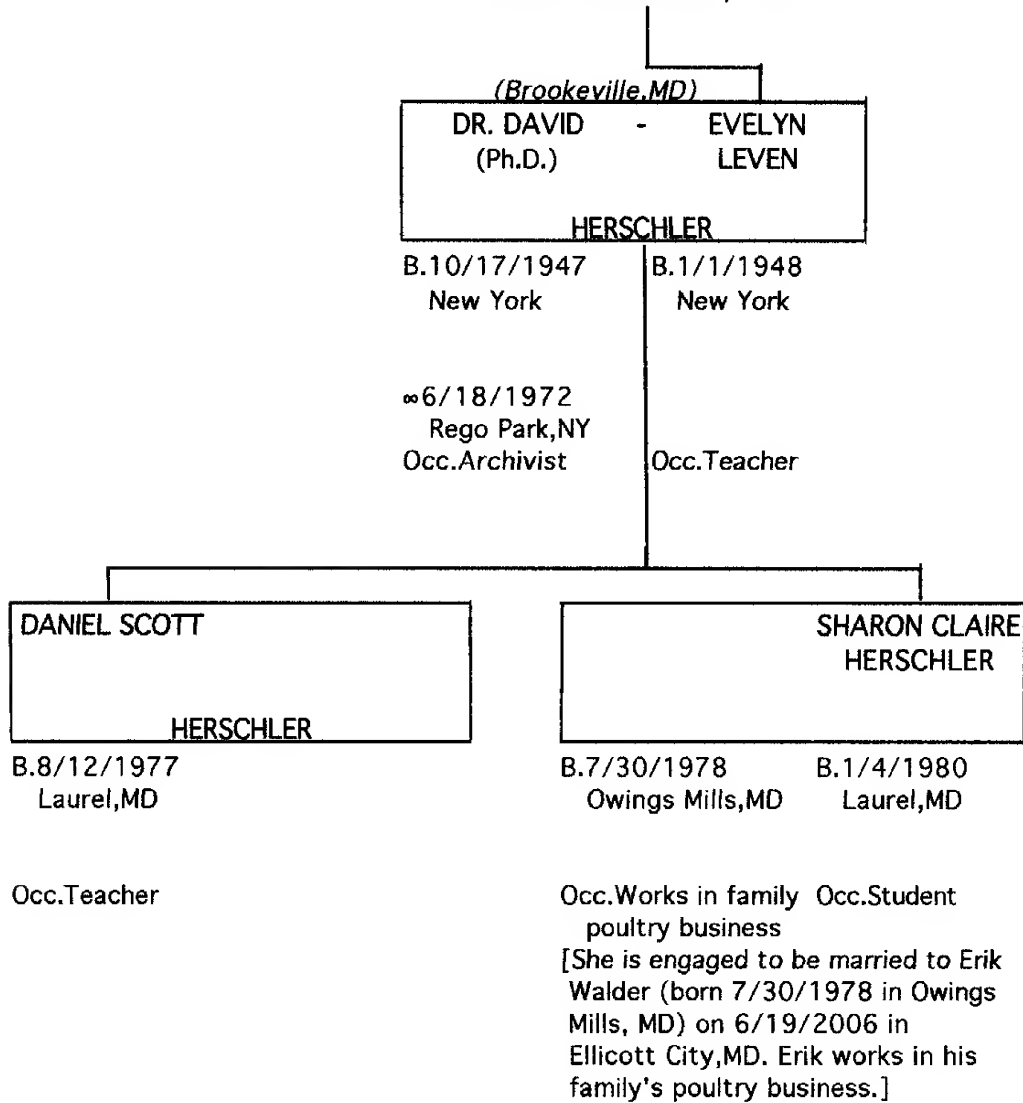 (Brookeville,MD)
DR. DAVID - EVELYN
(Ph.D.) LEVEN
HERSCHLER
B.10/17/1947 B.1/1/1948
New York New York
∞6/18/1972
Rego Park,NY
Occ.Archivist Occ.Teacher
DANIEL SCOTT SHARON CLAIRE
HERSCHLER
HERSCHLER
B.8/12/1977 B.7/30/1978 B.1/4/1980
Laurel,MD Owings Mills,MD Laurel,MD
Occ.Teacher Occ.Works in family Occ.Student
poultry business
[She is engaged to be married to Erik
Walder (born 7/30/1978 in Owings
Mills, MD) on 6/19/2006 in
Ellicott City,MD. Erik works in his
family's poultry business.]